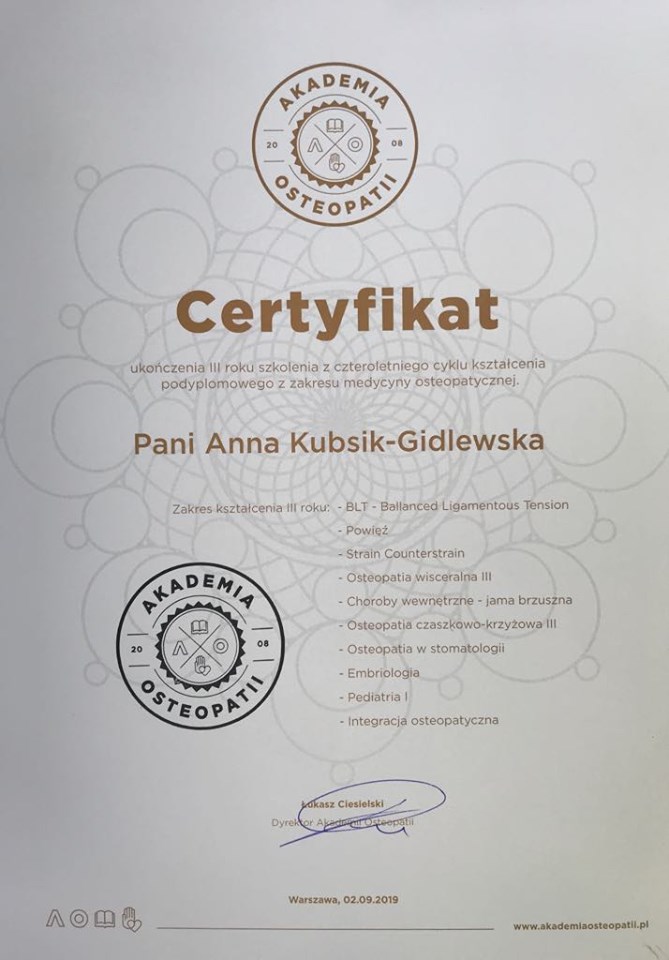 AKADEMIA
20 08
OSTEOPATII
Certyfikat
ukończenia III roku szkolenia z czteroletniego cyklu kształcenia
podyplomowego z zakresu medycyny osteopatycznej.
Pani Anna Kubsik-Gidlewska
Zakres kształcenia III roku: - BLT - Ballanced Ligamentous Tension
- Powięź
- Strain Counterstrain
- Osteopatia wisceralna III
- Choroby wewnętrzne - jama brzuszna
- Osteopatia czaszkowo-krzyżowa III
- Osteopatia w stomatologii
- Embriologia
- Pediatria I
- Integracja osteopatyczna
AKADEMIA
20 08
OSTEOPATII
Łukasz Ciesielski
Dyrektor Akademii Osteopatii
Warszawa, 02.09.2019
www.akademiaosteopatii.pl